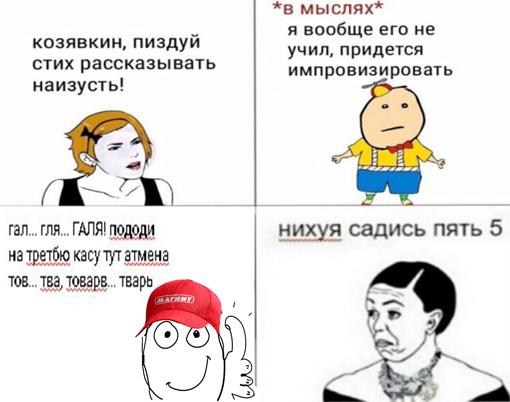 козявкин, пиздуй
стих рассказывать
наизусть!
*в мыслях*
я вообще его не
учил, придется
импровизировать
гал... гля... ГАЛЯ! пододи
на третбю касу тут атмена
тов... тва, товарв... тварь
МАГНИТ
нихуя садись пять 5